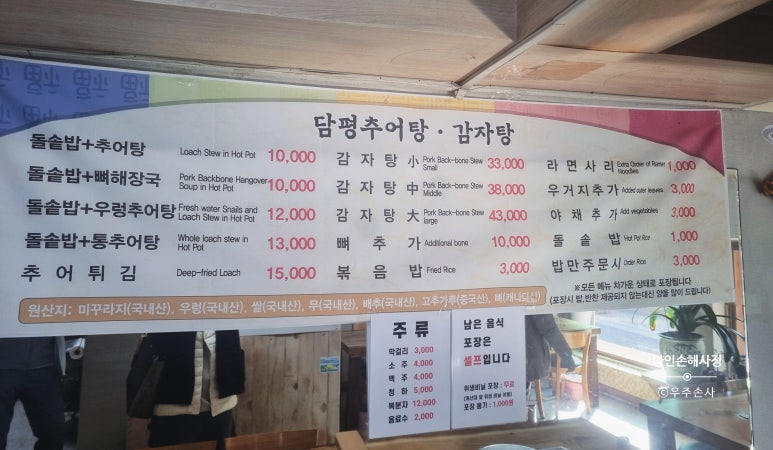 담평추어탕 · 감자탕
돌솥밥+추어탕 Loach Stew in Hot Pot 10,000
돌솥밥+뼈해장국 Pork Backbone Hangover Soup in Hot Pot 10,000
돌솥밥+우렁추어탕 Fresh water Snails and Loach Stew in Hot Pot 12,000
돌솥밥+통추어탕 Whole loach stew in Hot Pot 13,000
추어튀김 Deep-fried Loach 15,000
감자탕 小 Pork Back-bone Stew Small 33,000
감자탕 中 Pork Back-bone Stew Middle 38,000
감자탕 大 Pork Back-bone Stew large 43,000
뼈추가 Additional bone 10,000
볶음밥 Fried Rice 3,000
라면사리 Extra Order of Ramen Noodles 1,000
우거지추가 Added outer leaves 3,000
야채추가 Add vegetables 3,000
돌솥밥 Hot Pot Rice 1,000
밥만주문시 Order Rice 3,000
※모든 메뉴 차가운 상태로 포장됩니다
(포장시 밥,반찬 제공되지 않는대신 양을 많이 드립니다)
원산지: 미꾸라지(국내산), 우렁(국내산), 쌀(국내산), 무(국내산), 배추(국내산), 고추가루(중국산), 뼈(캐나다산)
주류
막걸리 3,000
소주 4,000
맥주 4,000
청하 5,000
복분자 12,000
음료수 2,000
남은 음식
포장은
셀프입니다
위생비닐 포장 : 무료
포장 용기 : 1,000원
다인손해사정
ⓒ우주손사